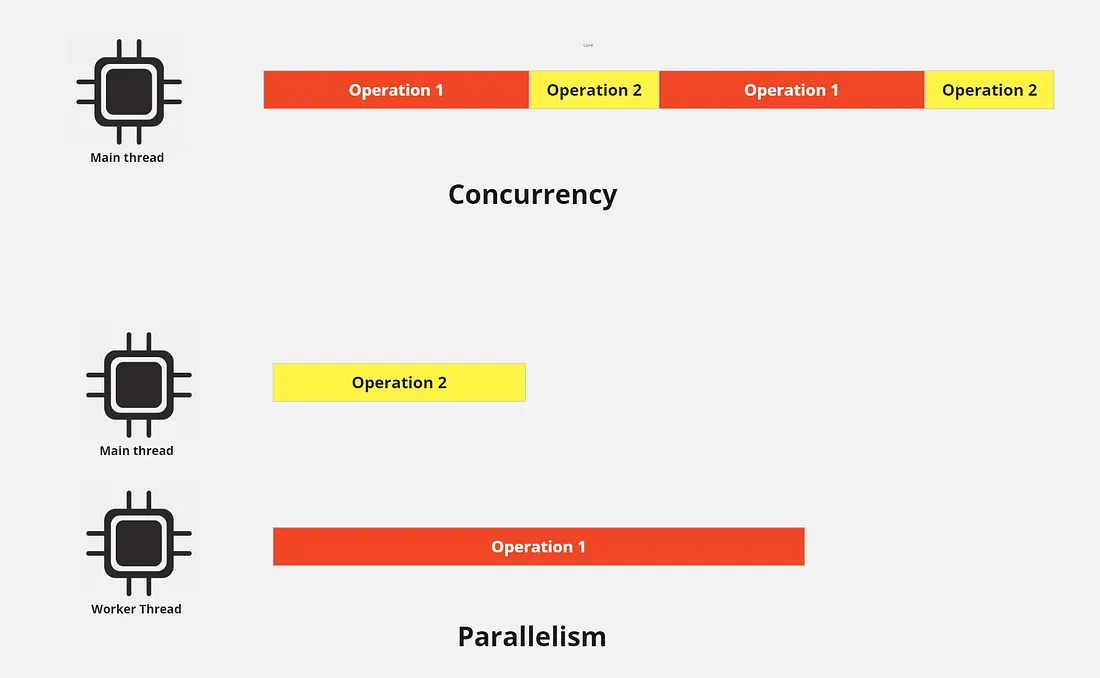 core
Operation 1 Operation 2 Operation 1 Operation 2
Main thread
Concurrency
Operation 2
Main thread
Operation 1
Worker Thread
Parallelism